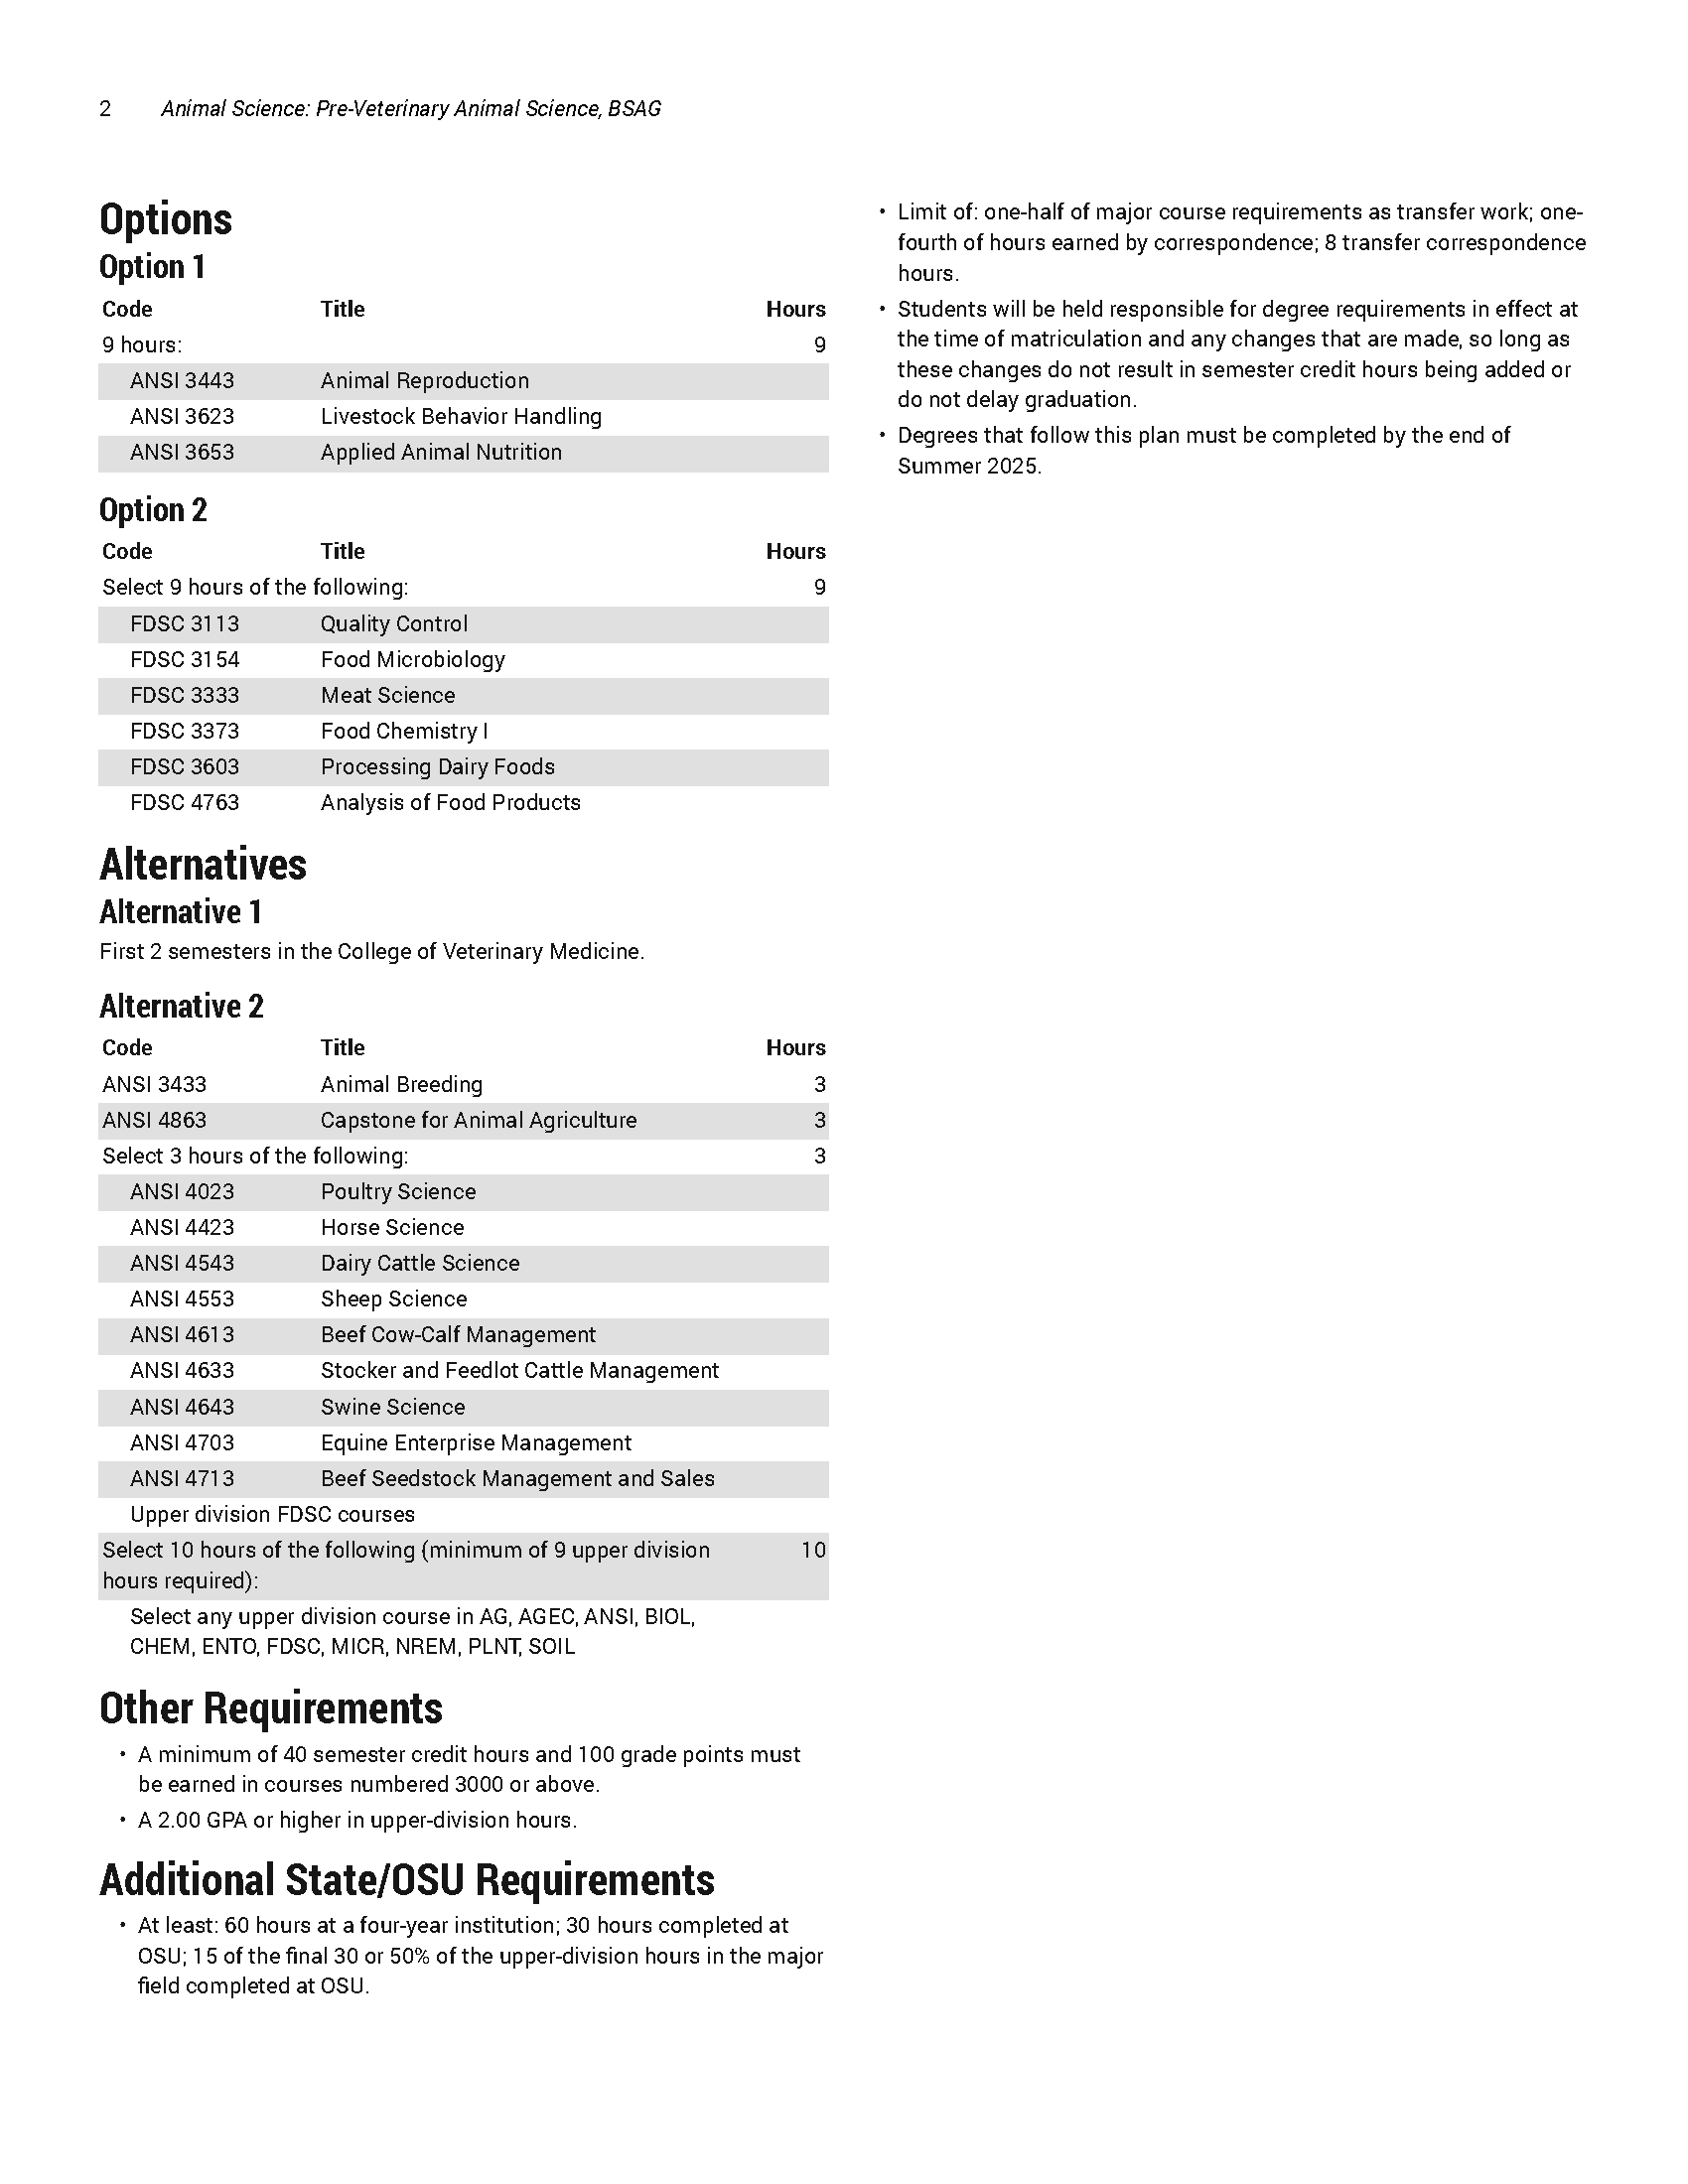 2 Animal Science: Pre-Veterinary Animal Science, BSAG
Options
Option 1
Code Title Hours
9 hours: 9
ANSI 3443 Animal Reproduction
ANSI 3623 Livestock Behavior Handling
ANSI 3653 Applied Animal Nutrition
Option 2
Code Title Hours
Select 9 hours of the following: 9
FDSC 3113 Quality Control
FDSC 3154 Food Microbiology
FDSC 3333 Meat Science
FDSC 3373 Food Chemistry I
FDSC 3603 Processing Dairy Foods
FDSC 4763 Analysis of Food Products
Alternatives
Alternative 1
First 2 semesters in the College of Veterinary Medicine.
Alternative 2
Code Title Hours
ANSI 3433 Animal Breeding 3
ANSI 4863 Capstone for Animal Agriculture 3
Select 3 hours of the following: 3
ANSI 4023 Poultry Science
ANSI 4423 Horse Science
ANSI 4543 Dairy Cattle Science
ANSI 4553 Sheep Science
ANSI 4613 Beef Cow-Calf Management
ANSI 4633 Stocker and Feedlot Cattle Management
ANSI 4643 Swine Science
ANSI 4703 Equine Enterprise Management
ANSI 4713 Beef Seedstock Management and Sales
Upper division FDSC courses
Select 10 hours of the following (minimum of 9 upper division 10
hours required):
Select any upper division course in AG, AGEC, ANSI, BIOL,
CHEM, ENTO, FDSC, MICR, NREM, PLNT, SOIL
Other Requirements
• A minimum of 40 semester credit hours and 100 grade points must
be earned in courses numbered 3000 or above.
• A 2.00 GPA or higher in upper-division hours.
Additional State/OSU Requirements
• At least: 60 hours at a four-year institution; 30 hours completed at
OSU; 15 of the final 30 or 50% of the upper-division hours in the major
field completed at OSU.
• Limit of: one-half of major course requirements as transfer work; one-
fourth of hours earned by correspondence; 8 transfer correspondence
hours.
• Students will be held responsible for degree requirements in effect at
the time of matriculation and any changes that are made, so long as
these changes do not result in semester credit hours being added or
do not delay graduation.
• Degrees that follow this plan must be completed by the end of
Summer 2025.